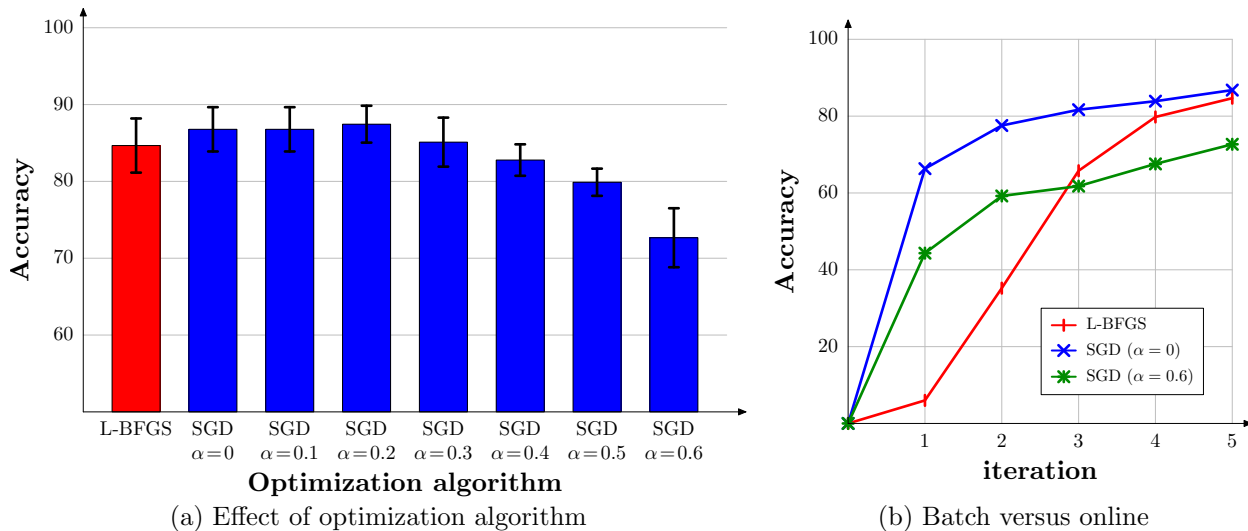 100
90
80
70
60
Accuracy
L-BFGS SGD SGD SGD SGD SGD SGD SGD
α=0 α=0.1 α=0.2 α=0.3 α=0.4 α=0.5 α=0.6
Optimization algorithm
(a) Effect of optimization algorithm
100
80
60
40
20
Accuracy
L-BFGS
SGD (α = 0)
SGD (α = 0.6)
1 2 3 4 5
iteration
(b) Batch versus online